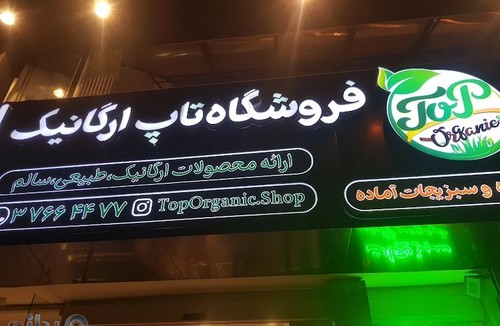 فروشگاه تاپ ارگانیک
ToP
Organic
ارائه محصولات ارگانیک،طبیعی،سالم
و سبزیجات آماده
۳۷۶۶ ۴۴ ۷۷
TopOrganic.Shop